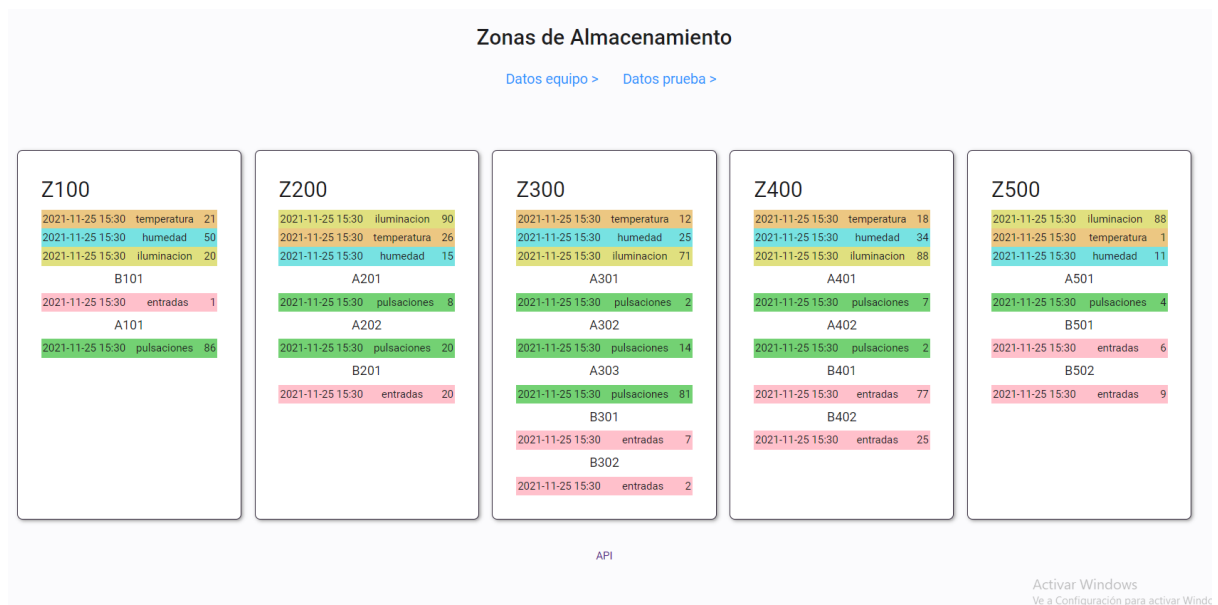 Zonas de Almacenamiento
Datos equipo > Datos prueba >
Z100
2021-11-25 15:30 temperatura 21
2021-11-25 15:30 humedad 50
2021-11-25 15:30 iluminacion 20
B101
2021-11-25 15:30 entradas 1
A101
2021-11-25 15:30 pulsaciones 86
Z200
2021-11-25 15:30 iluminacion 90
2021-11-25 15:30 temperatura 26
2021-11-25 15:30 humedad 15
A201
2021-11-25 15:30 pulsaciones 8
A202
2021-11-25 15:30 pulsaciones 20
B201
2021-11-25 15:30 entradas 20
Z300
2021-11-25 15:30 temperatura 12
2021-11-25 15:30 humedad 25
2021-11-25 15:30 iluminacion 71
A301
2021-11-25 15:30 pulsaciones 2
A302
2021-11-25 15:30 pulsaciones 14
A303
2021-11-25 15:30 pulsaciones 81
B301
2021-11-25 15:30 entradas 7
B302
2021-11-25 15:30 entradas 2
Z400
2021-11-25 15:30 temperatura 18
2021-11-25 15:30 humedad 34
2021-11-25 15:30 iluminacion 88
A401
2021-11-25 15:30 pulsaciones 7
A402
2021-11-25 15:30 pulsaciones 2
B401
2021-11-25 15:30 entradas 77
B402
2021-11-25 15:30 entradas 25
Z500
2021-11-25 15:30 iluminacion 88
2021-11-25 15:30 temperatura 1
2021-11-25 15:30 humedad 11
A501
2021-11-25 15:30 pulsaciones 4
B501
2021-11-25 15:30 entradas 6
B502
2021-11-25 15:30 entradas 9
API
Activar Windows
Ve a Configuración para activar Windo